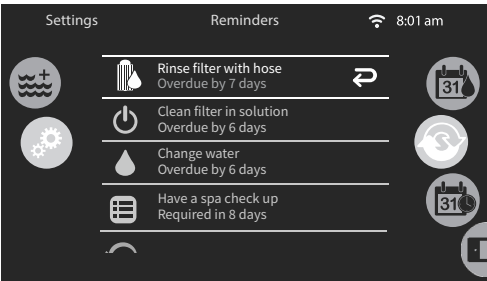 Settings
Reminders
8:01 am
Rinse filter with hose
Overdue by 7 days
Clean filter in solution
Overdue by 6 days
Change water
Overdue by 6 days
Have a spa check up
Required in 8 days
31
31